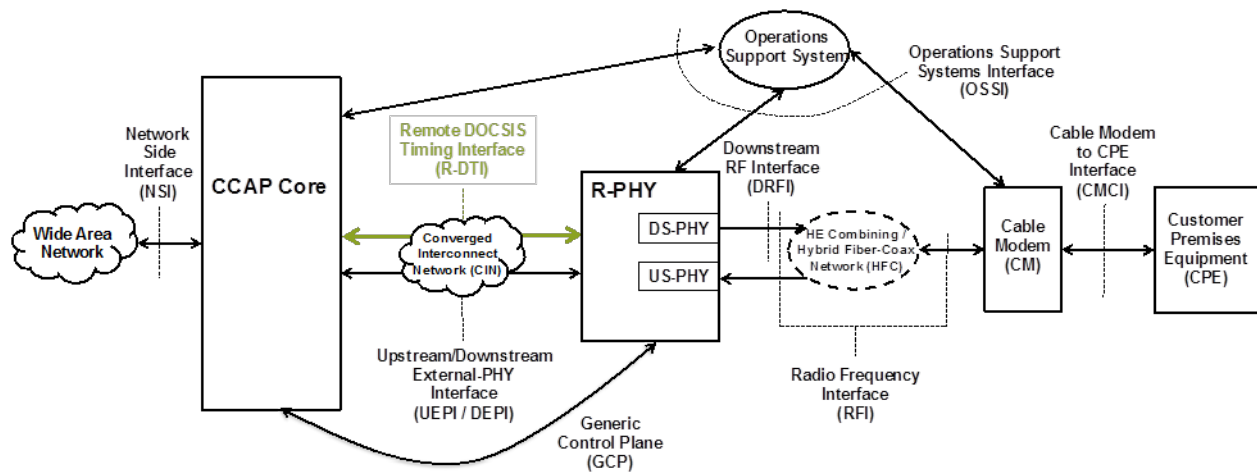 Operations
Support System
Operations Support
Systems Interface
(OSSI)
Network
Side
Interface
(NSI)
CCAP Core
Remote DOCSIS
Timing Interface
(R-DTI)
R-PHY
Downstream
RF Interface
(DRFI)
Cable Modem
to CPE
Interface
(CMCI)
Wide Area
Network
Converged
Interconnect
Network (CIN)
DS-PHY
US-PHY
HE Combining /
Hybrid Fiber-Coax
Network (HFC)
Cable
Modem
(CM)
Customer
Premises
Equipment
(CPE)
Upstream/Downstream
External-PHY
Interface
(UEPI / DEPI)
Generic
Control Plane
(GCP)
Radio Frequency
Interface
(RFI)